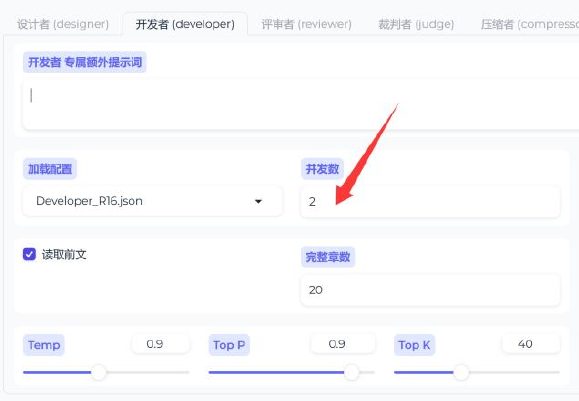 设计者 (designer) 开发者 (developer) 评审者 (reviewer) 裁判者 (judge) 压缩者 (compresso
开发者 专属额外提示词
加载配置 并发数
Developer_R16.json 2
读取前文 完整章数
20
Temp 0.9 Top P 0.9 Top K 40